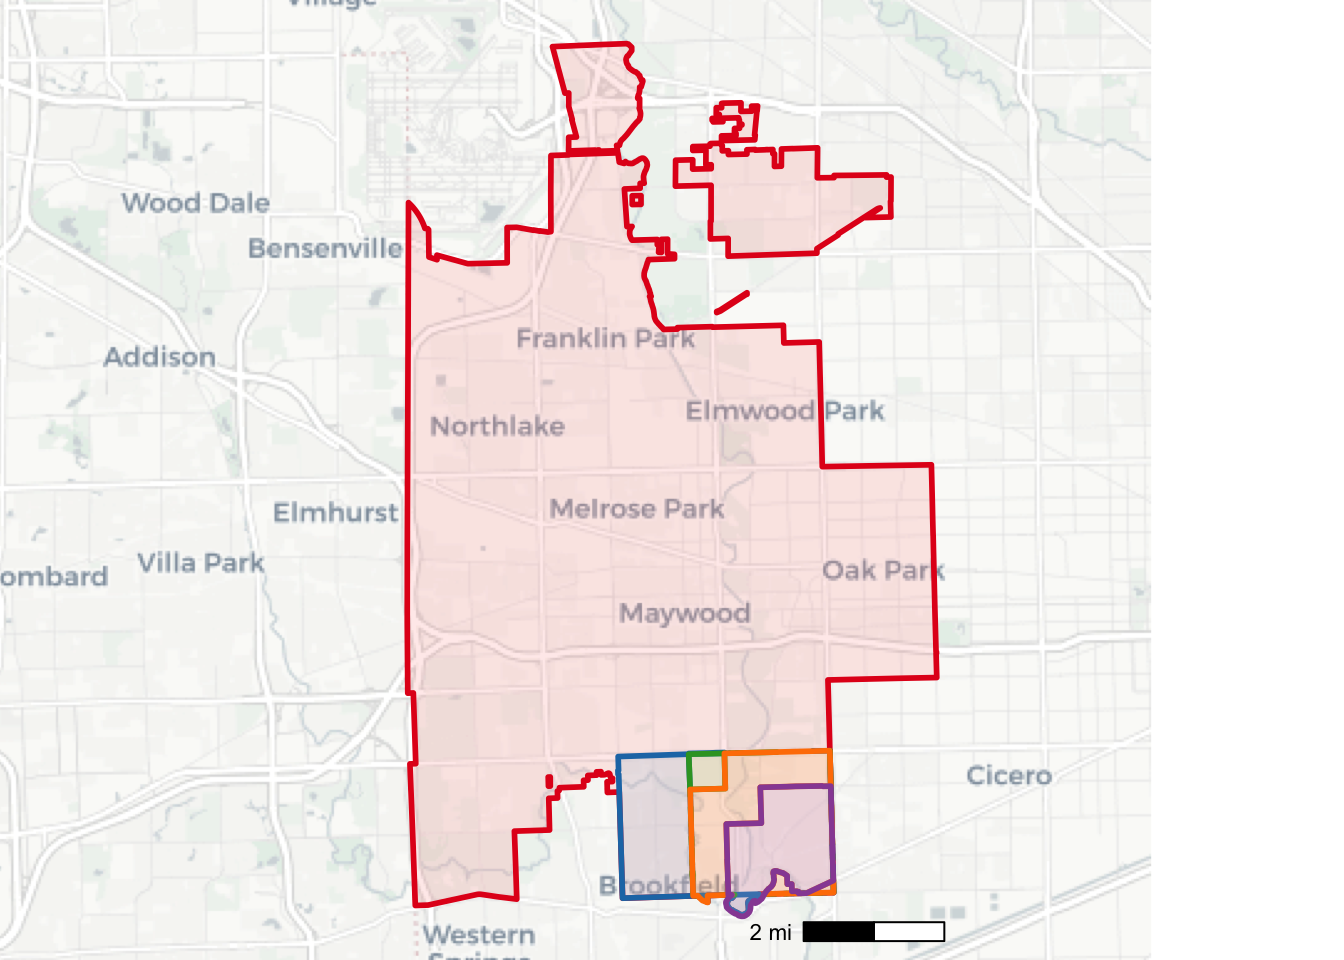 Village
Wood Dale
Bensenville
Franklin Park
Addison
Elmwood Park
Northlake
Melrose Park
Elmhurst
Villa Park
ombard
Oak Park
Maywood
Cicero
Brookfield
2 mi
Western
Springs